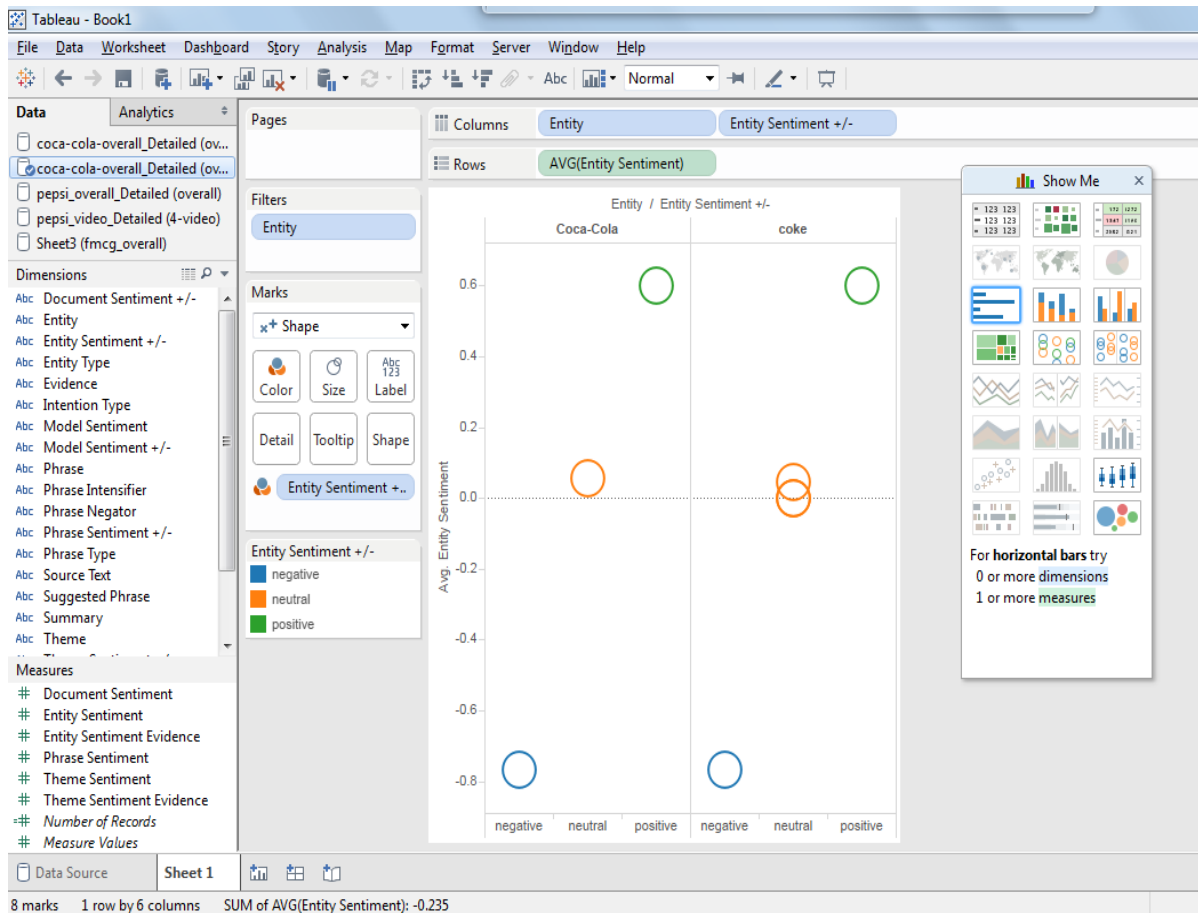 Tableau - Book1
File Data Worksheet Dashboard Story Analysis Map Format Server Window Help
Abc Normal
Data Analytics
coca-cola-overall_Detailed (ov...
coca-cola-overall_Detailed (ov...
pepsi_overall_Detailed (overall)
pepsi_video_Detailed (4-video)
Sheet3 (fmcg_overall)
Dimensions
Abc Document Sentiment +/-
Abc Entity
Abc Entity Sentiment +/-
Abc Entity Type
Abc Evidence
Abc Intention Type
Abc Model Sentiment
Abc Model Sentiment +/-
Abc Phrase
Abc Phrase Intensifier
Abc Phrase Negator
Abc Phrase Sentiment +/-
Abc Phrase Type
Abc Source Text
Abc Suggested Phrase
Abc Summary
Abc Theme
Measures
# Document Sentiment
# Entity Sentiment
# Entity Sentiment Evidence
# Phrase Sentiment
# Theme Sentiment
# Theme Sentiment Evidence
=# Number of Records
# Measure Values
Pages
Filters
Entity
Marks
Shape
Color Size Abc 123 Label
Detail Tooltip Shape
Entity Sentiment +..
Entity Sentiment +/-
negative
neutral
positive
Columns Entity Entity Sentiment +/-
Rows AVG(Entity Sentiment)
Entity / Entity Sentiment +/-
Coca-Cola coke
Avg. Entity Sentiment
0.6
0.4
0.2
0.0
-0.2
-0.4
-0.6
-0.8
negative neutral positive negative neutral positive
Show Me ×
For horizontal bars try
0 or more dimensions
1 or more measures
Data Source Sheet 1
8 marks 1 row by 6 columns SUM of AVG(Entity Sentiment): -0.235